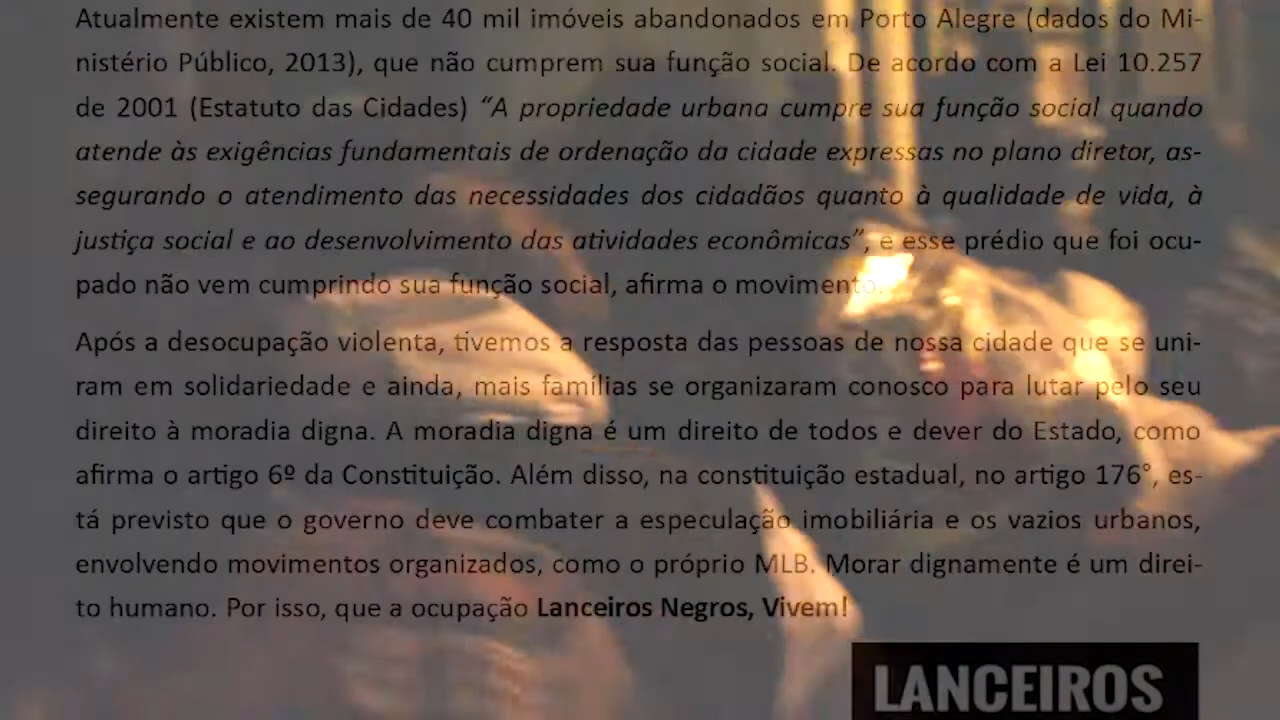 Atualmente existem mais de 40 mil imóveis abandonados em Porto Alegre (dados do Mi-
nistério Público, 2013), que não cumprem sua função social. De acordo com a Lei 10.257
de 2001 (Estatuto das Cidades) “A propriedade urbana cumpre sua função social quando
atende às exigências fundamentais de ordenação da cidade expressas no plano diretor, as-
segurando o atendimento das necessidades dos cidadãos quanto à qualidade de vida, à
justiça social e ao desenvolvimento das atividades econômicas”, e esse prédio que foi ocu-
pado não vem cumprindo sua função social, afirma o movimento.
Após a desocupação violenta, tivemos a resposta das pessoas de nossa cidade que se uni-
ram em solidariedade e ainda, mais famílias se organizaram conosco para lutar pelo seu
direito à moradia digna. A moradia digna é um direito de todos e dever do Estado, como
afirma o artigo 6º da Constituição. Além disso, na constituição estadual, no artigo 176°, es-
tá previsto que o governo deve combater a especulação imobiliária e os vazios urbanos,
envolvendo movimentos organizados, como o próprio MLB. Morar dignamente é um direi-
to humano. Por isso, que a ocupação Lanceiros Negros, Vivem!
LANCEIROS